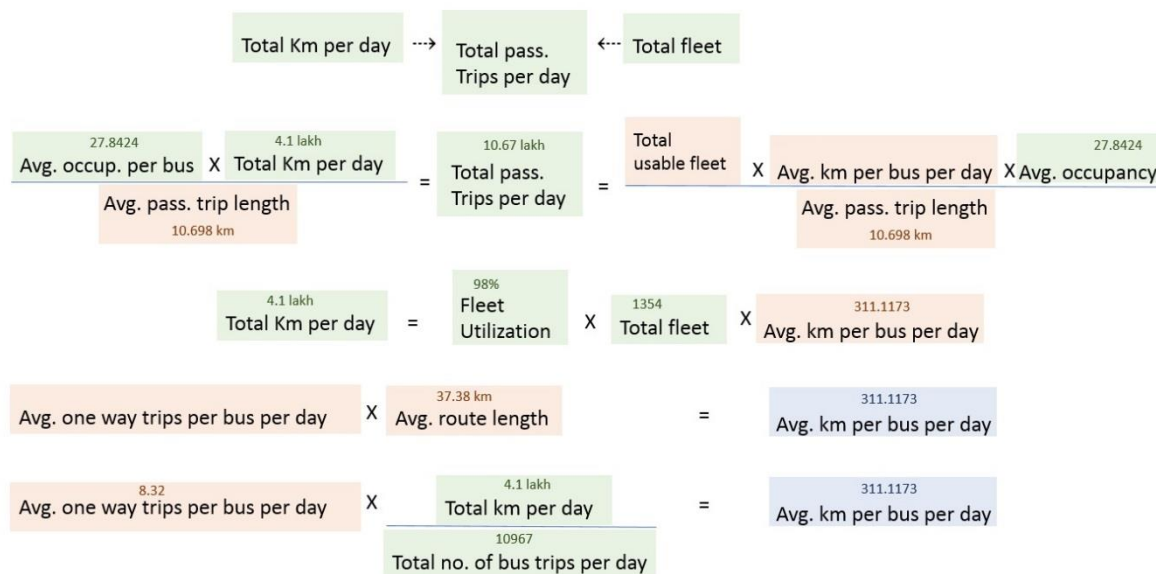 Total Km per day ⇢ Total pass. ⇠ Total fleet
Trips per day
27.8424 4.1 lakh 10.67 lakh Total 27.8424
Avg. occup. per bus X Total Km per day = Total pass. = usable fleet X Avg. km per bus per day X Avg. occupancy
Trips per day
Avg. pass. trip length Avg. pass. trip length
10.698 km 10.698 km
4.1 lakh 98% 1354 311.1173
Total Km per day = Fleet X Total fleet X Avg. km per bus per day
Utilization
37.38 km 311.1173
Avg. one way trips per bus per day X Avg. route length = Avg. km per bus per day
8.32 4.1 lakh 311.1173
Avg. one way trips per bus per day X Total km per day = Avg. km per bus per day
10967
Total no. of bus trips per day